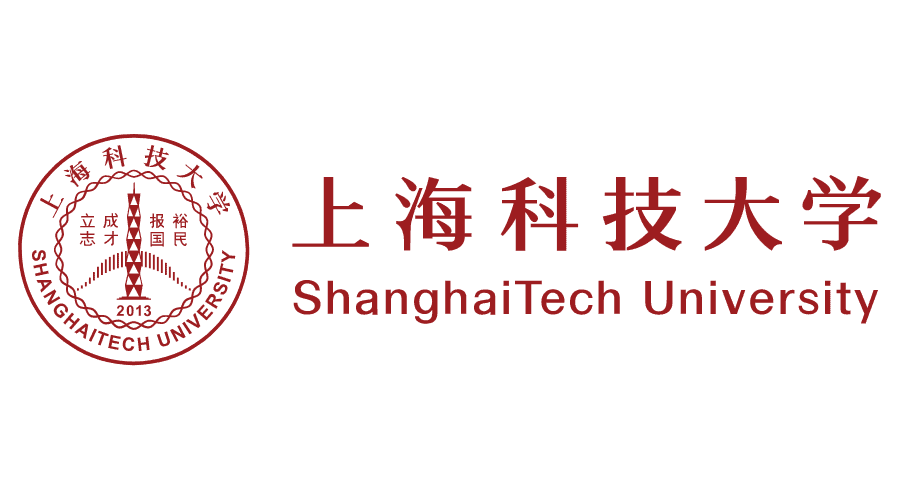 上海科技大学
立志 成才 报国 裕民
2013
SHANGHAITECH UNIVERSITY
上海科技大学
ShanghaiTech University